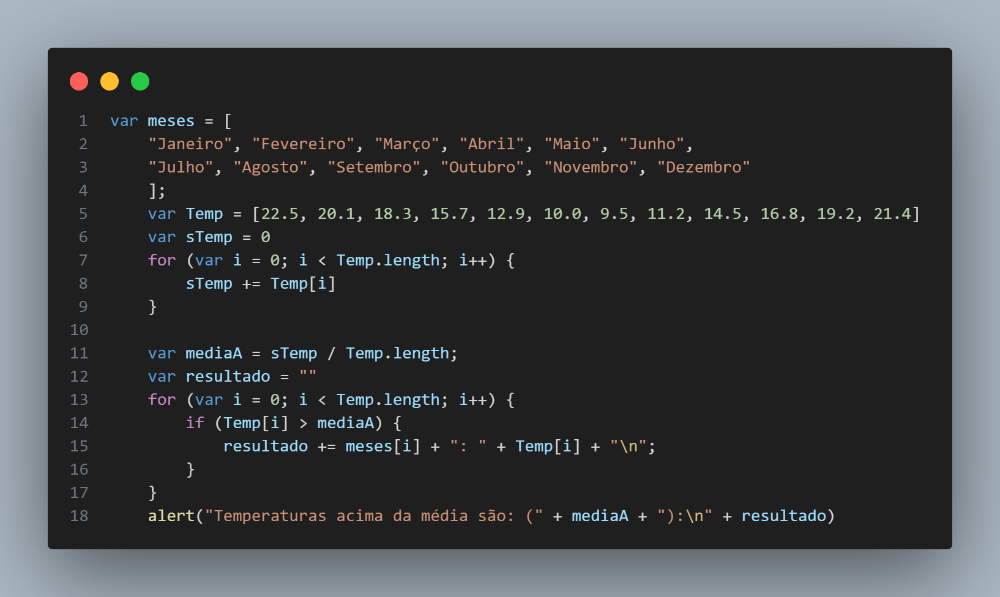 1 var meses = [
2     "Janeiro", "Fevereiro", "Março", "Abril", "Maio", "Junho",
3     "Julho", "Agosto", "Setembro", "Outubro", "Novembro", "Dezembro"
4     ];
5     var Temp = [22.5, 20.1, 18.3, 15.7, 12.9, 10.0, 9.5, 11.2, 14.5, 16.8, 19.2, 21.4]
6     var sTemp = 0
7     for (var i = 0; i < Temp.length; i++) {
8         sTemp += Temp[i]
9     }
10
11     var mediaA = sTemp / Temp.length;
12     var resultado = ""
13     for (var i = 0; i < Temp.length; i++) {
14         if (Temp[i] > mediaA) {
15             resultado += meses[i] + ": " + Temp[i] + "\n";
16         }
17     }
18     alert("Temperaturas acima da média são: (" + mediaA + "):\n" + resultado)